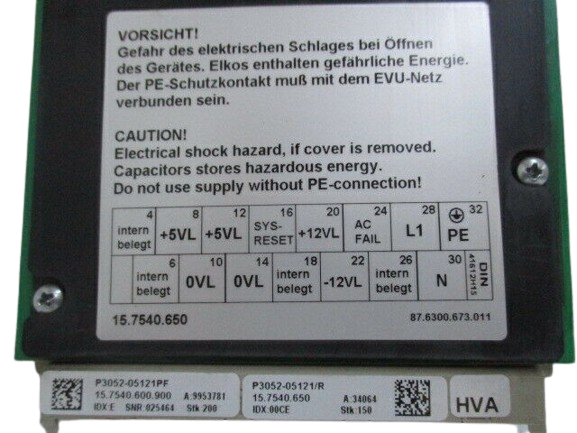 VORSICHT!
Gefahr des elektrischen Schlages bei Öffnen
des Gerätes. Elkos enthalten gefährliche Energie.
Der PE-Schutzkontakt muß mit dem EVU-Netz
verbunden sein.
CAUTION!
Electrical shock hazard, if cover is removed.
Capacitors stores hazardous energy.
Do not use supply without PE-connection!
4 8 12 16 20 24 28 32
intern belegt +5VL +5VL SYS-RESET +12VL AC FAIL L1 PE
6 10 14 18 22 26 30
intern belegt 0VL 0VL intern belegt -12VL intern belegt N DIN 41612H15
15.7540.650 87.6300.673.011
P3052-05121PF
15.7540.600.900 A:9953781
IDX:E SNR:025464 Stk 200
P3052-05121/R
15.7540.650 A:34064
IDX:00CE Stk:150
HVA